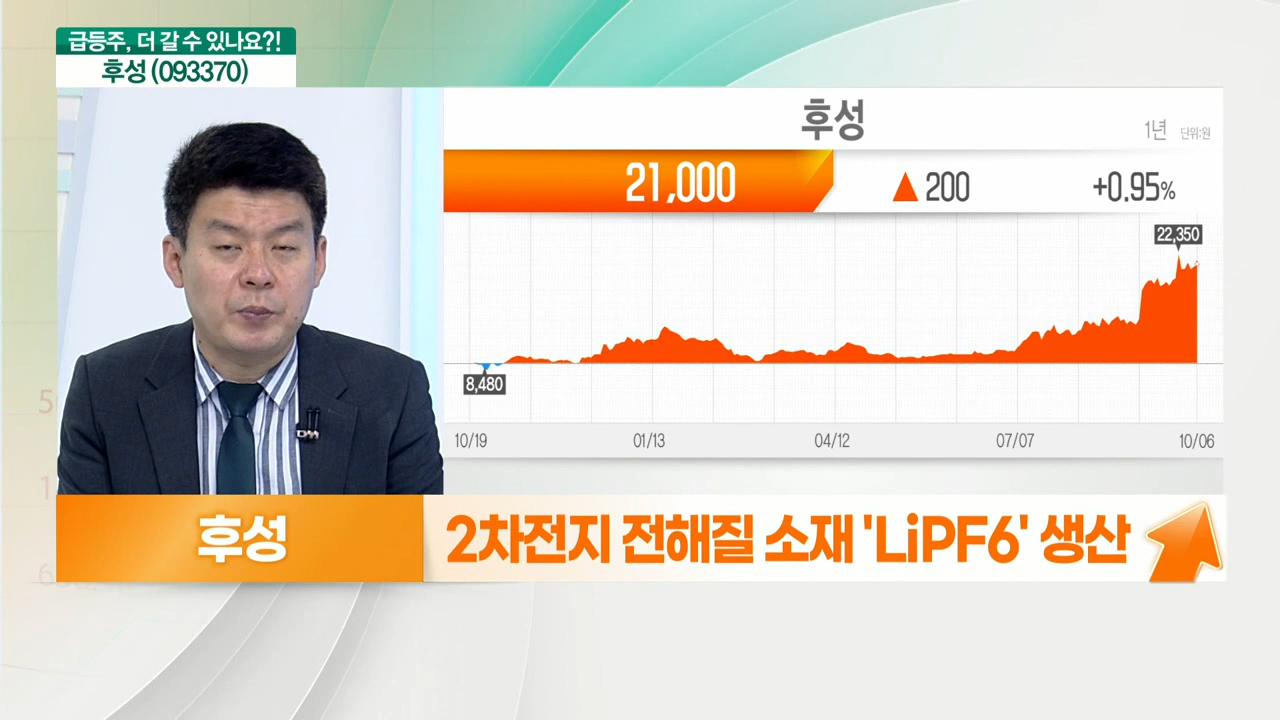 급등주, 더 갈 수 있나요?!
후성 (093370)
후성
1년 단위:원
21,000 ▲ 200 +0.95%
22,350
8,480
10/19 01/13 04/12 07/07 10/06
후성
2차전지 전해질 소재 'LiPF6' 생산